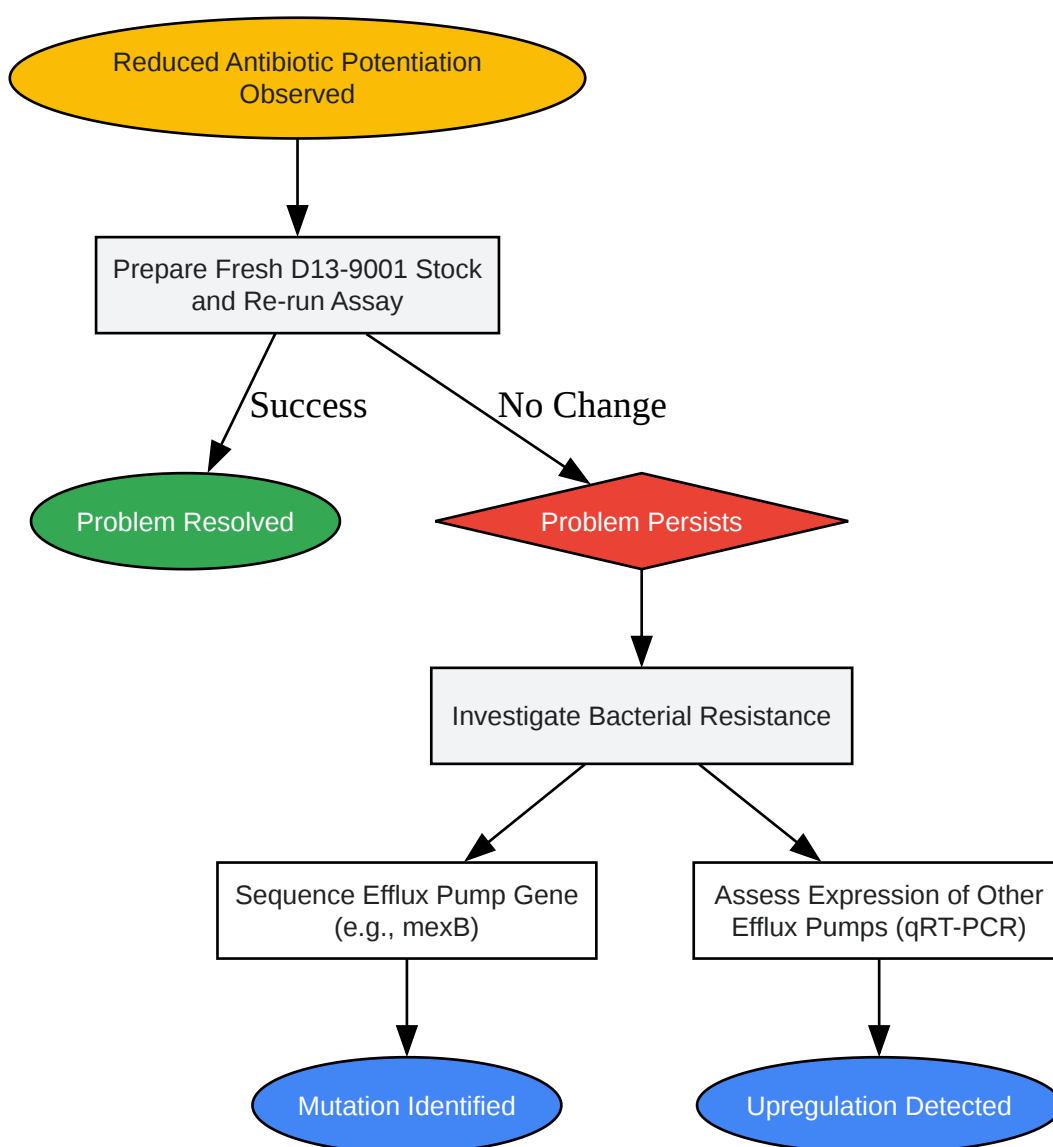 Reduced Antibiotic Potentiation
Observed
Prepare Fresh D13-9001 Stock
and Re-run Assay
Success
No Change
Problem Resolved
Problem Persists
Investigate Bacterial Resistance
Sequence Efflux Pump Gene
(e.g., mexB)
Assess Expression of Other
Efflux Pumps (qRT-PCR)
Mutation Identified
Upregulation Detected